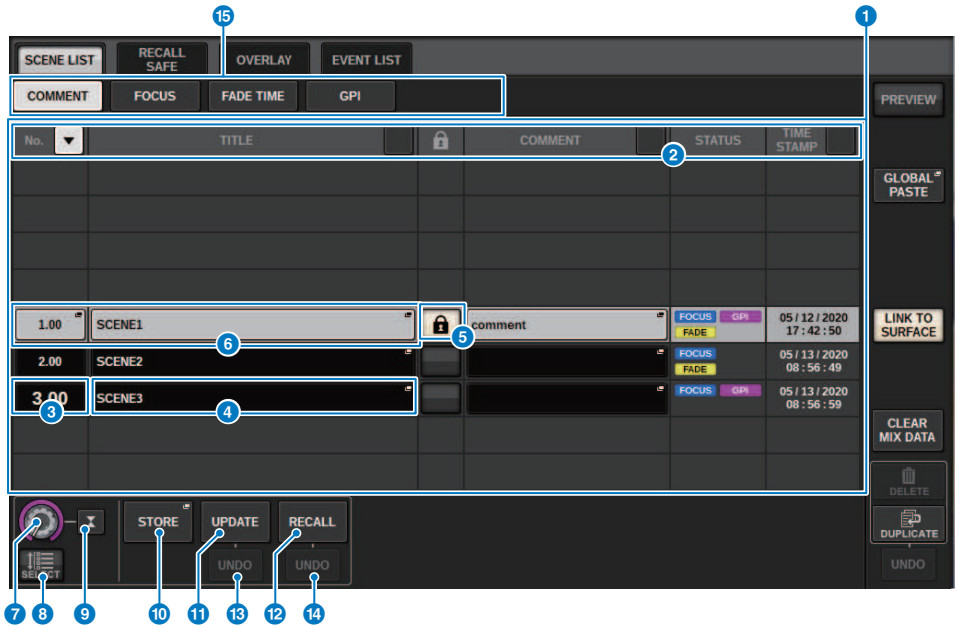 15 1
SCENE LIST RECALL SAFE OVERLAY EVENT LIST
COMMENT FOCUS FADE TIME GPI PREVIEW
No. TITLE COMMENT STATUS TIME STAMP
2
GLOBAL PASTE
1.00 SCENE1 comment FOCUS GPI FADE 05/12/2020 17:42:50
LINK TO SURFACE
6 5
2.00 SCENE2 FOCUS FADE 05/13/2020 08:56:49
3.00 SCENE3 FOCUS GPI 05/13/2020 08:56:59
3 4
CLEAR MIX DATA
DELETE
STORE UPDATE RECALL
DUPLICATE
SELECT UNDO UNDO UNDO
7 8 9 10 11 13 12 14